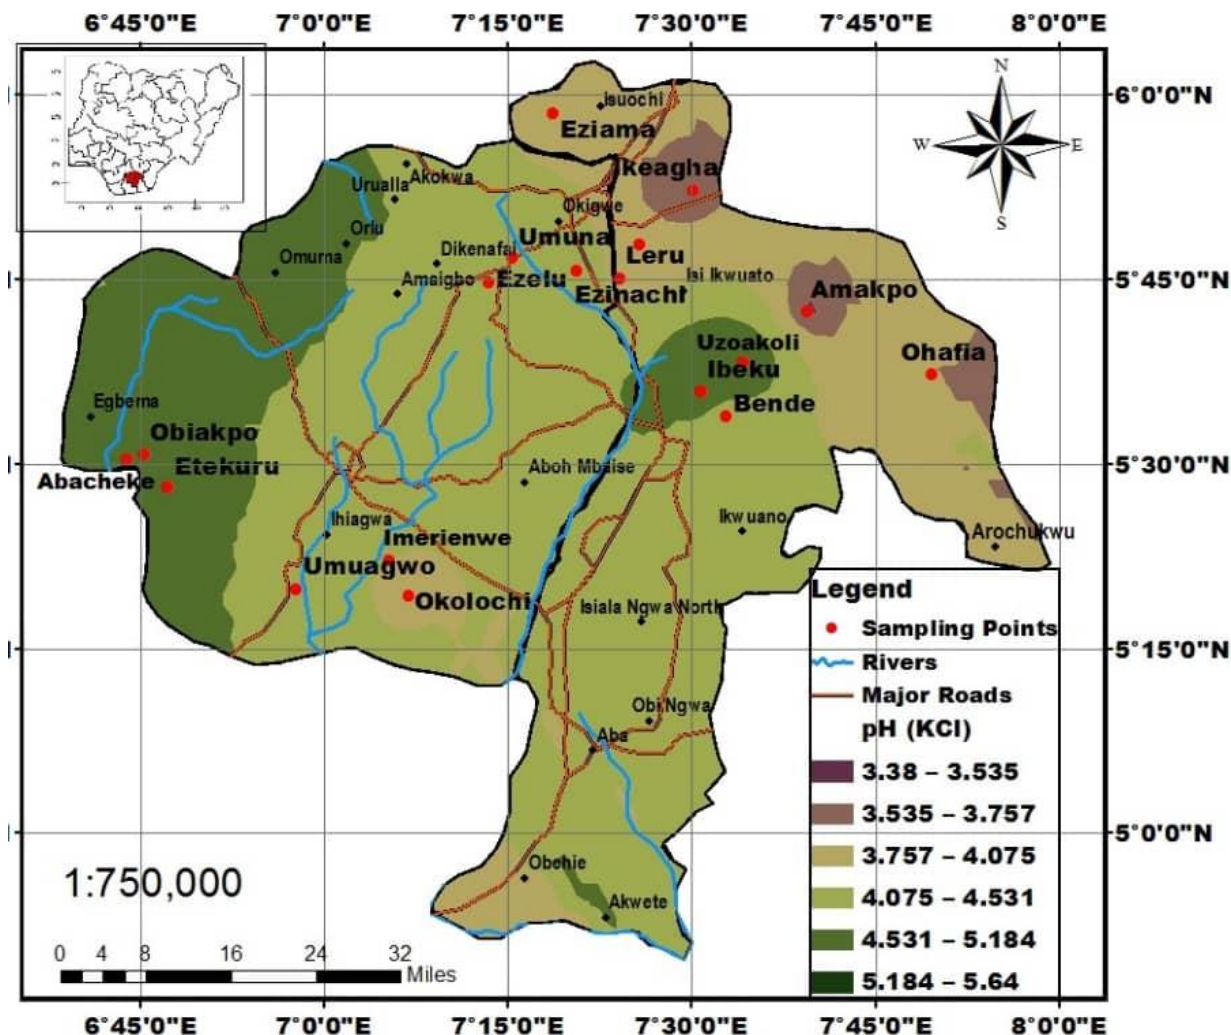 6°45'0"E 7°0'0"E 7°15'0"E 7°30'0"E 7°45'0"E 8°0'0"E
N
W E
S
6°0'0"N
Isuochi
Eziama
Ikeagha
Akokwa
Urualla
Okigwe
Orlu
Umuna
Leru
Omuma
Dikenafai
5°45'0"N
Amaigbo
Ezelu
Ezinachi
Isi Ikwuato
Amakpo
Uzoakoli
Ibeku
Ohafia
Bende
Egbema
Obiakpo
Etekuru
Abacheke
5°30'0"N
Aboh Mbaise
Ihiagwa
Ikwuano
Arochukwu
Imerienwe
Umuagwo
Okolochi
Isiala Ngwa North
5°15'0"N
Obi Ngwa
Aba
5°0'0"N
Obehie
Akwete
1:750,000
0 4 8 16 24 32
Miles
Legend
Sampling Points
Rivers
Major Roads
pH (KCl)
3.38 – 3.535
3.535 – 3.757
3.757 – 4.075
4.075 – 4.531
4.531 – 5.184
5.184 – 5.64
6°45'0"E 7°0'0"E 7°15'0"E 7°30'0"E 7°45'0"E 8°0'0"E